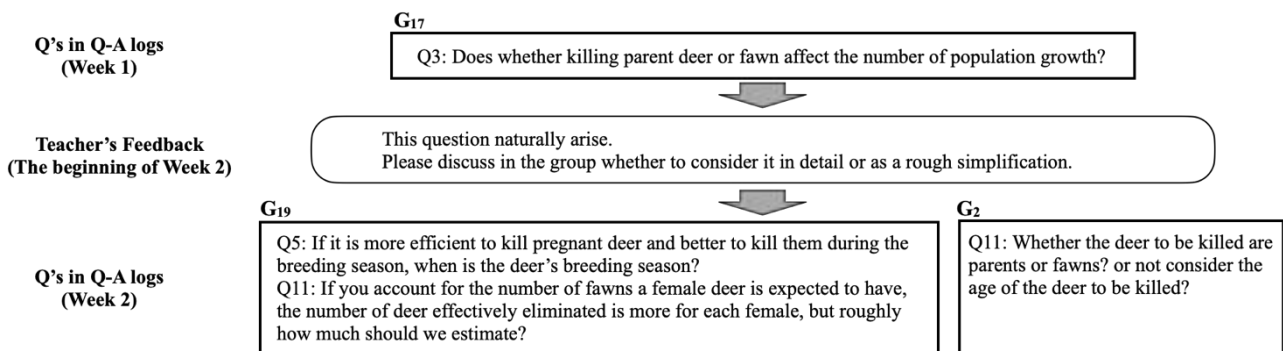 G17
Q's in Q-A logs
(Week 1)
Q3: Does whether killing parent deer or fawn affect the number of population growth?
Teacher's Feedback
(The beginning of Week 2)
This question naturally arise.
Please discuss in the group whether to consider it in detail or as a rough simplification.
G19
G2
Q's in Q-A logs
(Week 2)
Q5: If it is more efficient to kill pregnant deer and better to kill them during the
breeding season, when is the deer's breeding season?
Q11: If you account for the number of fawns a female deer is expected to have,
the number of deer effectively eliminated is more for each female, but roughly
how much should we estimate?
Q11: Whether the deer to be killed are
parents or fawns? or not consider the
age of the deer to be killed?